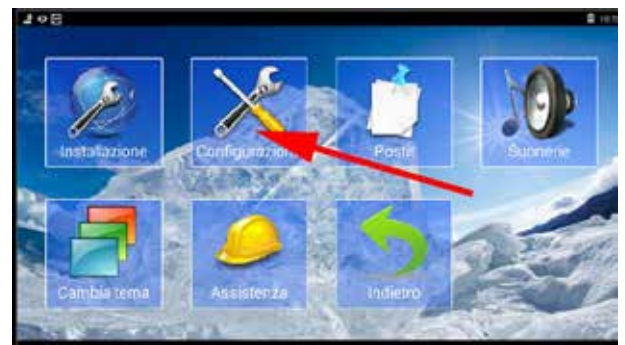 Installazione
Configurazione
Postit
Suonerie
Cambia tema
Assistenza
Indietro